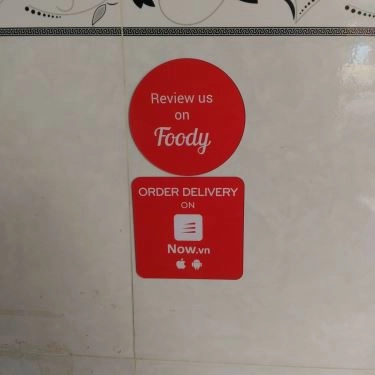 Review us
on
Foody
ORDER DELIVERY
ON
Now.vn